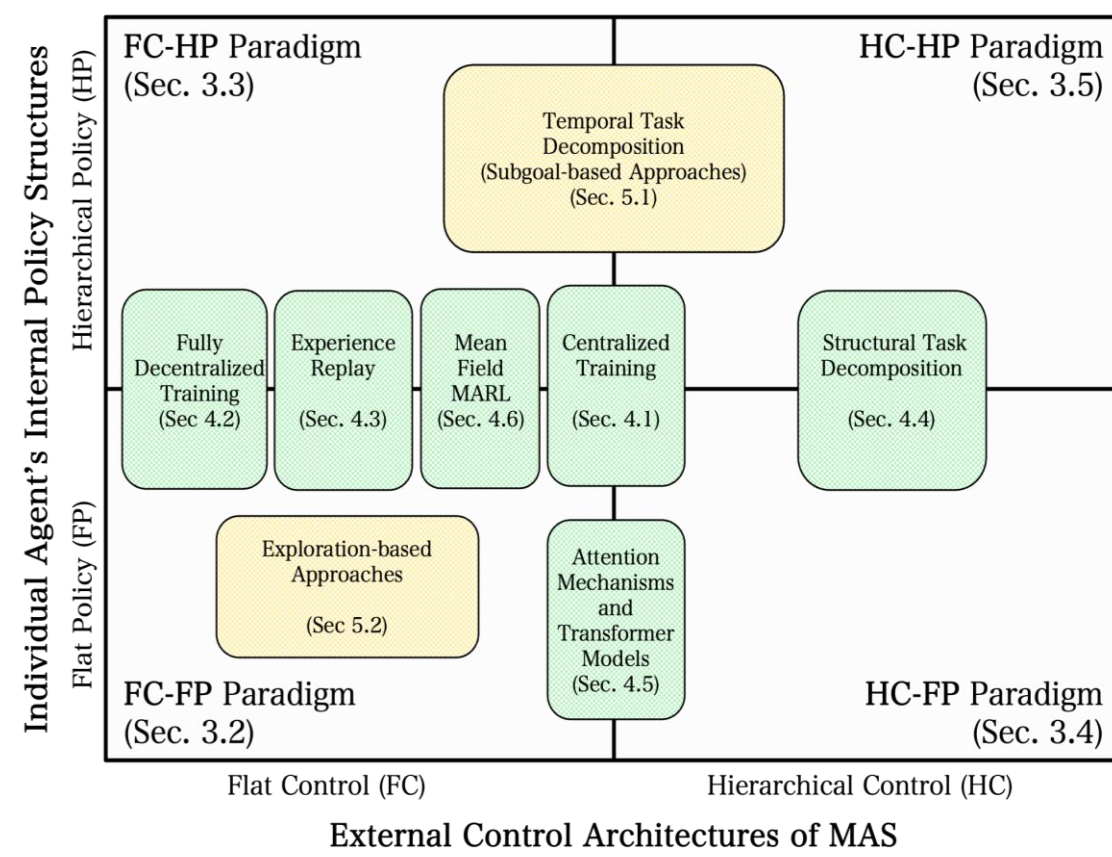 FC-HP Paradigm
(Sec. 3.3)
HC-HP Paradigm
(Sec. 3.5)
Temporal Task
Decomposition
(Subgoal-based Approaches)
(Sec. 5.1)
Individual Agent's Internal Policy Structures
Hierarchical Policy (HP)
Flat Policy (FP)
Fully
Decentralized
Training
(Sec 4.2)
Experience
Replay
(Sec. 4.3)
Mean
Field
MARL
(Sec. 4.6)
Centralized
Training
(Sec. 4.1)
Structural Task
Decomposition
(Sec. 4.4)
Exploration-based
Approaches
(Sec 5.2)
Attention
Mechanisms
and
Transformer
Models
(Sec. 4.5)
FC-FP Paradigm
(Sec. 3.2)
HC-FP Paradigm
(Sec. 3.4)
Flat Control (FC)
Hierarchical Control (HC)
External Control Architectures of MAS